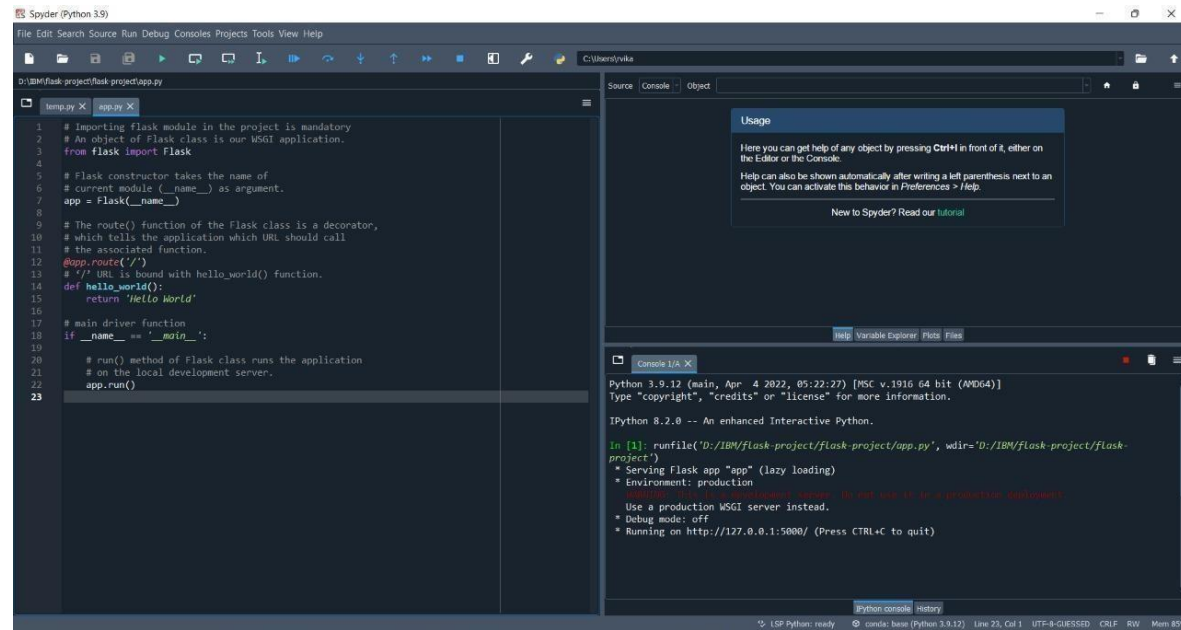 Spyder (Python 3.9)
File Edit Search Source Run Debug Consoles Projects Tools View Help
C:\Users\rvika
D:\IBM\flask-project\flask-project\app.py
temp.py X app.py X
1 # Importing flask module in the project is mandatory
2 # An object of Flask class is our WSGI application.
3 from flask import Flask
4
5 # Flask constructor takes the name of
6 # current module (__name__) as argument.
7 app = Flask(__name__)
8
9 # The route() function of the Flask class is a decorator,
10 # which tells the application which URL should call
11 # the associated function.
12 @app.route('/')
13 # ‘/’ URL is bound with hello_world() function.
14 def hello_world():
15 return 'Hello World'
16
17 # main driver function
18 if __name__ == '__main__':
19
20 # run() method of Flask class runs the application
21 # on the local development server.
22 app.run()
23
Source Console Object
Usage
Here you can get help of any object by pressing Ctrl+I in front of it, either on
the Editor or the Console.
Help can also be shown automatically after writing a left parenthesis next to an
object. You can activate this behavior in Preferences > Help.
New to Spyder? Read our tutorial
Help Variable Explorer Plots Files
Console 1/A X
Python 3.9.12 (main, Apr 4 2022, 05:22:27) [MSC v.1916 64 bit (AMD64)]
Type "copyright", "credits" or "license" for more information.
IPython 8.2.0 -- An enhanced Interactive Python.
In [1]: runfile('D:/IBM/flask-project/flask-project/app.py', wdir='D:/IBM/flask-project/flask-
project')
* Serving Flask app "app" (lazy loading)
* Environment: production
WARNING: This is a development server. Do not use it in a production deployment.
Use a production WSGI server instead.
* Debug mode: off
* Running on http://127.0.0.1:5000/ (Press CTRL+C to quit)
IPython console History
LSP Python: ready conda: base (Python 3.9.12) Line 23, Col 1 UTF-8-GUESSED CRLF RW Mem 85%